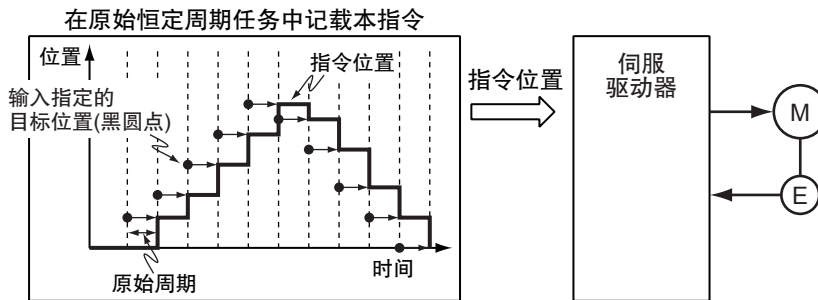 在原始恒定周期任务中记载本指令
位置
指令位置
输入指定的
目标位置(黑圆点)
原始周期
时间
指令位置
伺服
驱动器
M
E